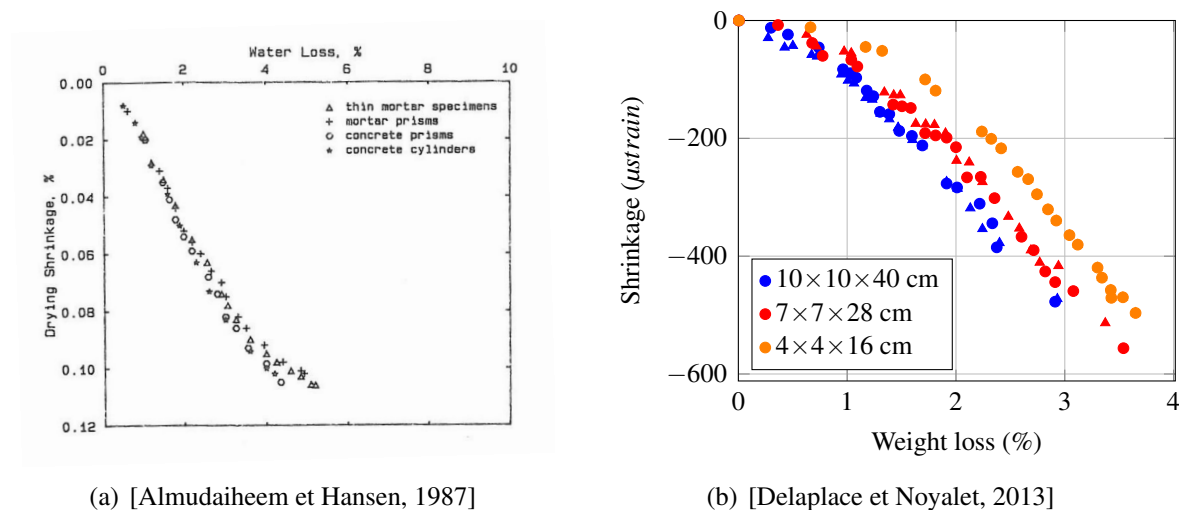 Water Loss, %
0 2 4 6 8 10
0.00
0.02
0.04
0.06
0.08
0.10
0.12
Drying Shrinkage, %
thin mortar specimens
mortar prisms
concrete prisms
concrete cylinders
(a) [Almudaiheem et Hansen, 1987]
0
−200
−400
−600
Shrinkage (μstrain)
10×10×40 cm
7×7×28 cm
4×4×16 cm
0 1 2 3 4
Weight loss (%)
(b) [Delaplace et Noyalet, 2013]